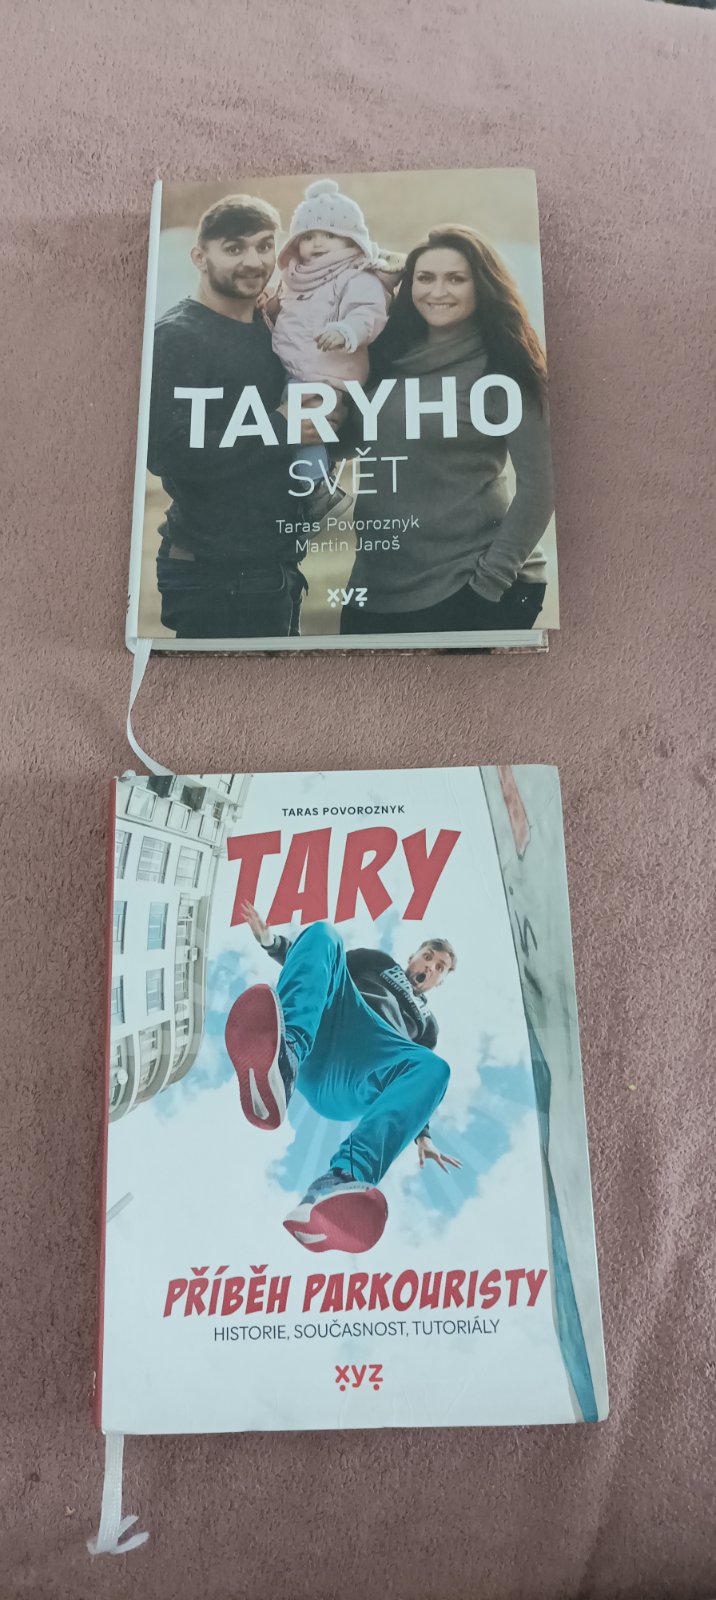 TARYHO
SVĚT
Taras Povoroznyk
Martin Jaroš
xyz
TARAS POVOROZNYK
TARY
PŘÍBĚH PARKOURISTY
HISTORIE, SOUČASNOST, TUTORIÁLY
xyz